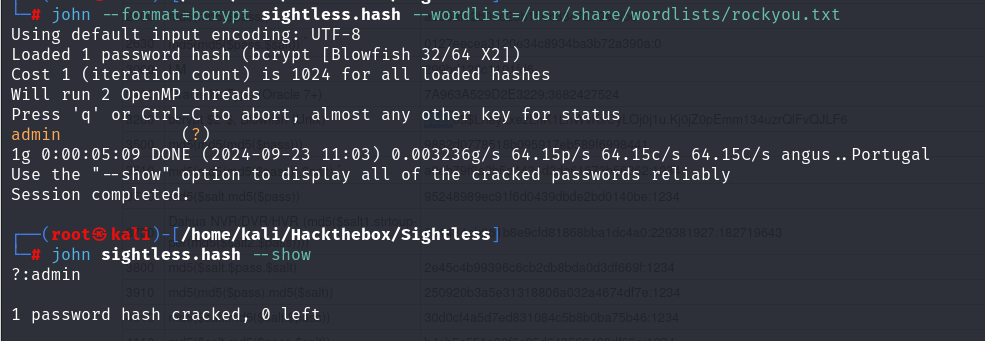 └─# john --format=bcrypt sightless.hash --wordlist=/usr/share/wordlists/rockyou.txt
Using default input encoding: UTF-8
Loaded 1 password hash (bcrypt [Blowfish 32/64 X2])
Cost 1 (iteration count) is 1024 for all loaded hashes
Will run 2 OpenMP threads
Press 'q' or Ctrl-C to abort, almost any other key for status
admin (?)
1g 0:00:05:09 DONE (2024-09-23 11:03) 0.003236g/s 64.15p/s 64.15c/s 64.15C/s angus..Portugal
Use the "--show" option to display all of the cracked passwords reliably
Session completed.
┌──(root㉿kali)-[/home/kali/Hackthebox/Sightless]
└─# john sightless.hash --show
?:admin
1 password hash cracked, 0 left